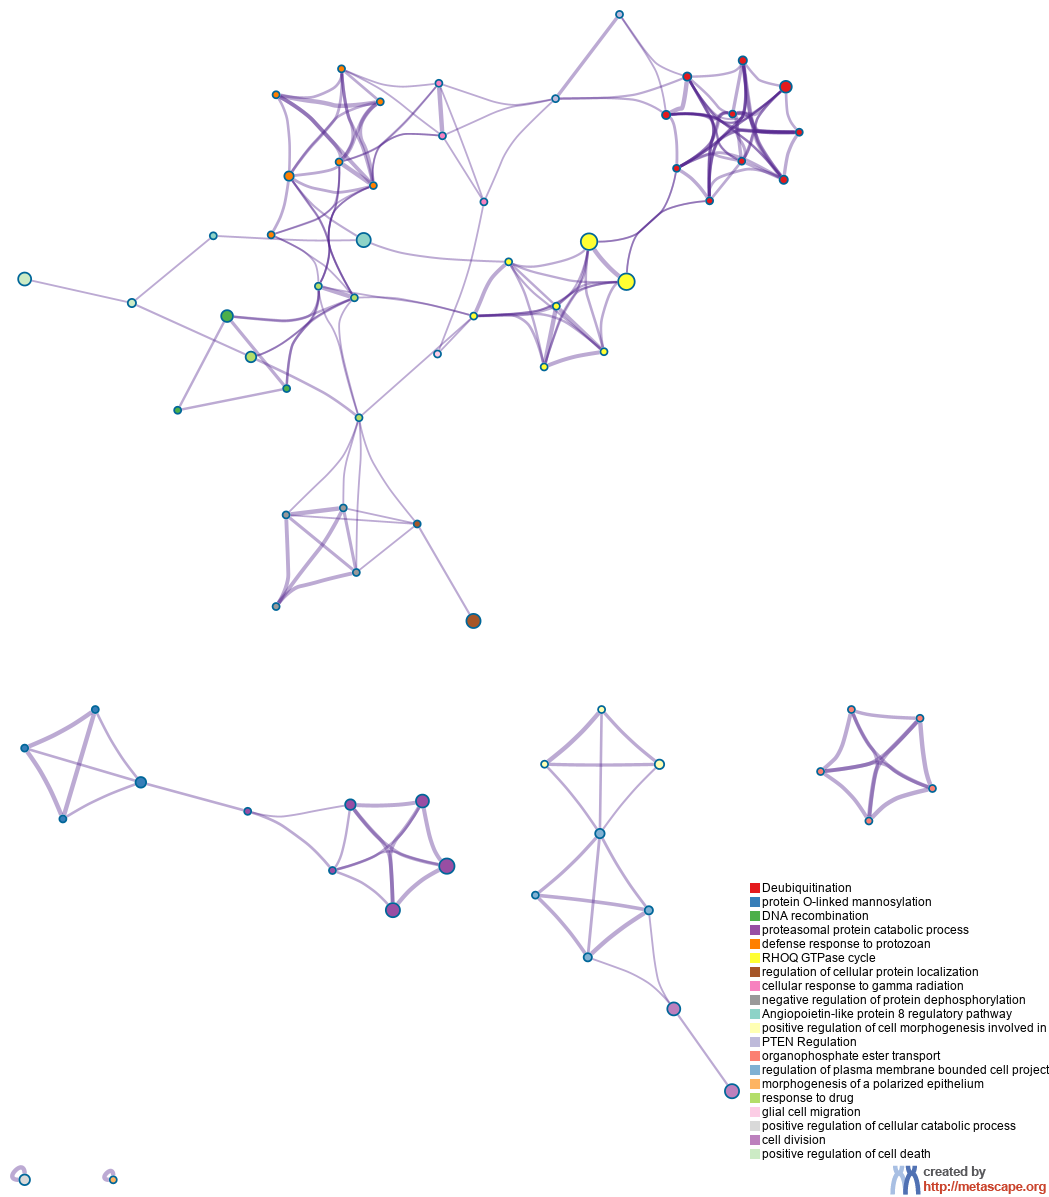 Deubiquitination
protein O-linked mannosylation
DNA recombination
proteasomal protein catabolic process
defense response to protozoan
RHOQ GTPase cycle
regulation of cellular protein localization
cellular response to gamma radiation
negative regulation of protein dephosphorylation
Angiopoietin-like protein 8 regulatory pathway
positive regulation of cell morphogenesis involved in
PTEN Regulation
organophosphate ester transport
regulation of plasma membrane bounded cell project
morphogenesis of a polarized epithelium
response to drug
glial cell migration
positive regulation of cellular catabolic process
cell division
positive regulation of cell death
created by
http://metascape.org